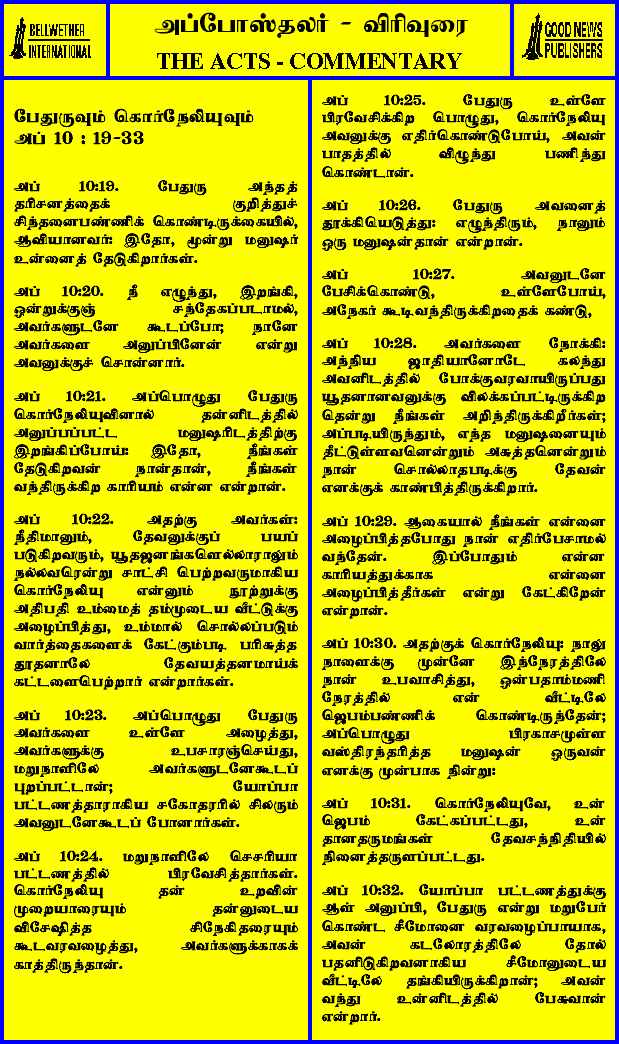 BELLWETHER
INTERNATIONAL
அப்போஸ்தலர் - விரிவுரை
THE ACTS - COMMENTARY
GOOD NEWS
PUBLISHERS
பேதுருவும் கொர்நேலியுவும்
அப் 10 : 19-33
அப் 10:19. பேதுரு அந்தத்
தரிசனத்தைக் குறித்துச்
சிந்தனைபண்ணிக் கொண்டிருக்கையில்,
ஆவியானவர்: இதோ, மூன்று மனுஷர்
உன்னைத் தேடுகிறார்கள்.
அப் 10:20. நீ எழுந்து, இறங்கி,
ஒன்றுக்குஞ் சந்தேகப்படாமல்,
அவர்களுடனே கூடப்போ; நானே
அவர்களை அனுப்பினேன் என்று
அவனுக்குச் சொன்னார்.
அப் 10:21. அப்பொழுது பேதுரு
கொர்நேலியுவினால் தன்னிடத்தில்
அனுப்பப்பட்ட மனுஷரிடத்திற்கு
இறங்கிப்போய்: இதோ, நீங்கள்
தேடுகிறவன் நான்தான், நீங்கள்
வந்திருக்கிற காரியம் என்ன என்றான்.
அப் 10:22. அதற்கு அவர்கள்:
நீதிமானும், தேவனுக்குப் பயப்
படுகிறவரும், யூதஜனங்களெல்லாராலும்
நல்லவரென்று சாட்சி பெற்றவருமாகிய
கொர்நேலியு என்னும் நூற்றுக்கு
அதிபதி உம்மைத் தம்முடைய வீட்டுக்கு
அழைப்பித்து, உம்மால் சொல்லப்படும்
வார்த்தைகளைக் கேட்கும்படி பரிசுத்த
தூதனாலே தேவயத்தனமாய்க்
கட்டளைபெற்றார் என்றார்கள்.
அப் 10:23. அப்பொழுது பேதுரு
அவர்களை உள்ளே அழைத்து,
அவர்களுக்கு உபசாரஞ்செய்து,
மறுநாளிலே அவர்களுடனேகூடப்
புறப்பட்டான்; யோப்பா
பட்டணத்தாராகிய சகோதரரில் சிலரும்
அவனுடனேகூடப் போனார்கள்.
அப் 10:24. மறுநாளிலே செசரியா
பட்டணத்தில் பிரவேசித்தார்கள்.
கொர்நேலியு தன் உறவின்
முறையாரையும் தன்னுடைய
விசேஷித்த சிநேகிதரையும்
கூடவரவழைத்து, அவர்களுக்காகக்
காத்திருந்தான்.
அப் 10:25. பேதுரு உள்ளே
பிரவேசிக்கிற பொழுது, கொர்நேலியு
அவனுக்கு எதிர்கொண்டுபோய், அவன்
பாதத்தில் விழுந்து பணிந்து
கொண்டான்.
அப் 10:26. பேதுரு அவனைத்
தூக்கியெடுத்து: எழுந்திரும், நானும்
ஒரு மனுஷன்தான் என்றான்.
அப் 10:27. அவனுடனே
பேசிக்கொண்டு, உள்ளேபோய்,
அநேகர் கூடிவந்திருக்கிறதைக் கண்டு,
அப் 10:28. அவர்களை நோக்கி:
அந்நிய ஜாதியானோடே கலந்து
அவனிடத்தில் போக்குவரவாயிருப்பது
யூதனானவனுக்கு விலக்கப்பட்டிருக்கிற
தென்று நீங்கள் அறிந்திருக்கிறீர்கள்;
அப்படியிருந்தும், எந்த மனுஷனையும்
தீட்டுள்ளவனென்றும் அசுத்தனென்றும்
நான் சொல்லாதபடிக்கு தேவன்
எனக்குக் காண்பித்திருக்கிறார்.
அப் 10:29. ஆகையால் நீங்கள் என்னை
அழைப்பித்தபோது நான் எதிர்பேசாமல்
வந்தேன். இப்போதும் என்ன
காரியத்துக்காக என்னை
அழைப்பித்தீர்கள் என்று கேட்கிறேன்
என்றான்.
அப் 10:30. அதற்குக் கொர்நேலியு: நாலு
நாளைக்கு முன்னே இந்நேரத்திலே
நான் உபவாசித்து, ஒன்பதாம்மணி
நேரத்தில் என் வீட்டிலே
ஜெபம்பண்ணிக் கொண்டிருந்தேன்;
அப்பொழுது பிரகாசமுள்ள
வஸ்திரந்தரித்த மனுஷன் ஒருவன்
எனக்கு முன்பாக நின்று:
அப் 10:31. கொர்நேலியுவே, உன்
ஜெபம் கேட்கப்பட்டது, உன்
தானதருமங்கள் தேவசந்நிதியில்
நினைத்தருளப்பட்டது.
அப் 10:32. யோப்பா பட்டணத்துக்கு
ஆள் அனுப்பி, பேதுரு என்று மறுபேர்
கொண்ட சீமோனை வரவழைப்பாயாக,
அவன் கடலோரத்திலே தோல்
பதனிடுகிறவனாகிய சீமோனுடைய
வீட்டிலே தங்கியிருக்கிறான்; அவன்
வந்து உன்னிடத்தில் பேசுவான்
என்றார்.